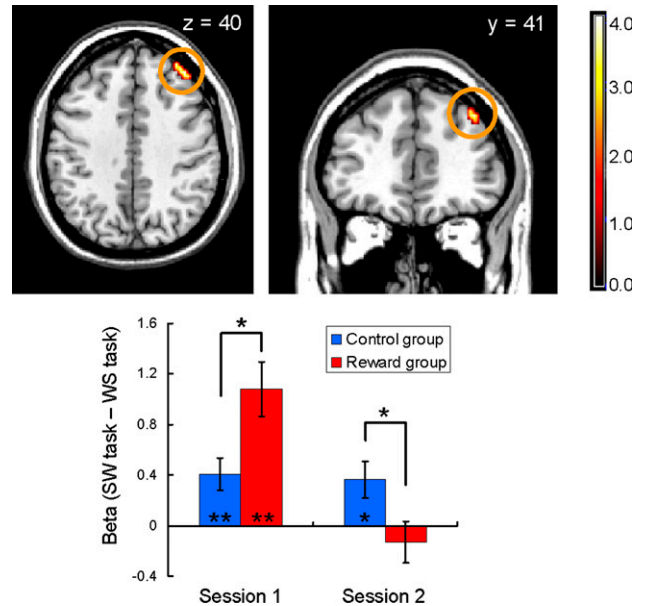 z = 40
y = 41
4.0
3.0
2.0
1.0
0.0
Beta (SW task – WS task)
1.6
1.2
0.8
0.4
0
-0.4
*
Control group
Reward group
*
**
**
*
Session 1
Session 2